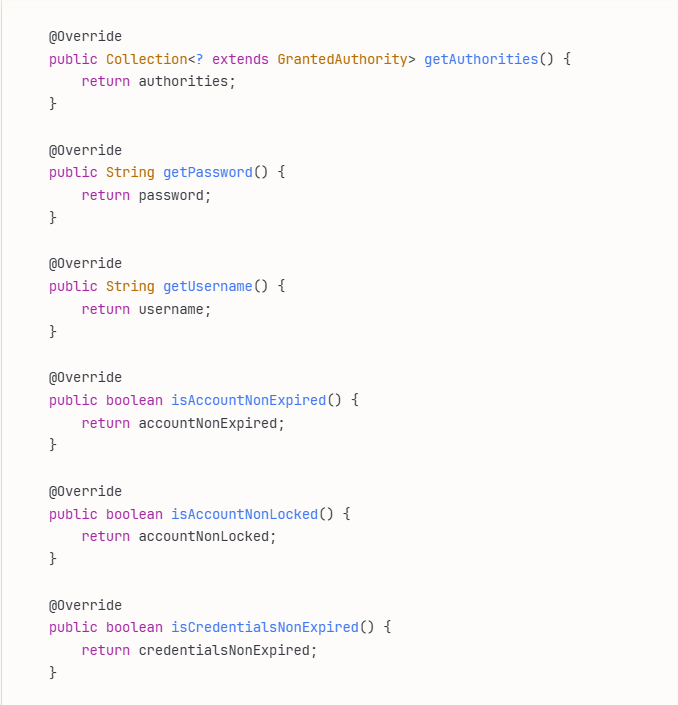 @Override
public Collection<? extends GrantedAuthority> getAuthorities() {
    return authorities;
}

@Override
public String getPassword() {
    return password;
}

@Override
public String getUsername() {
    return username;
}

@Override
public boolean isAccountNonExpired() {
    return accountNonExpired;
}

@Override
public boolean isAccountNonLocked() {
    return accountNonLocked;
}

@Override
public boolean isCredentialsNonExpired() {
    return credentialsNonExpired;
}